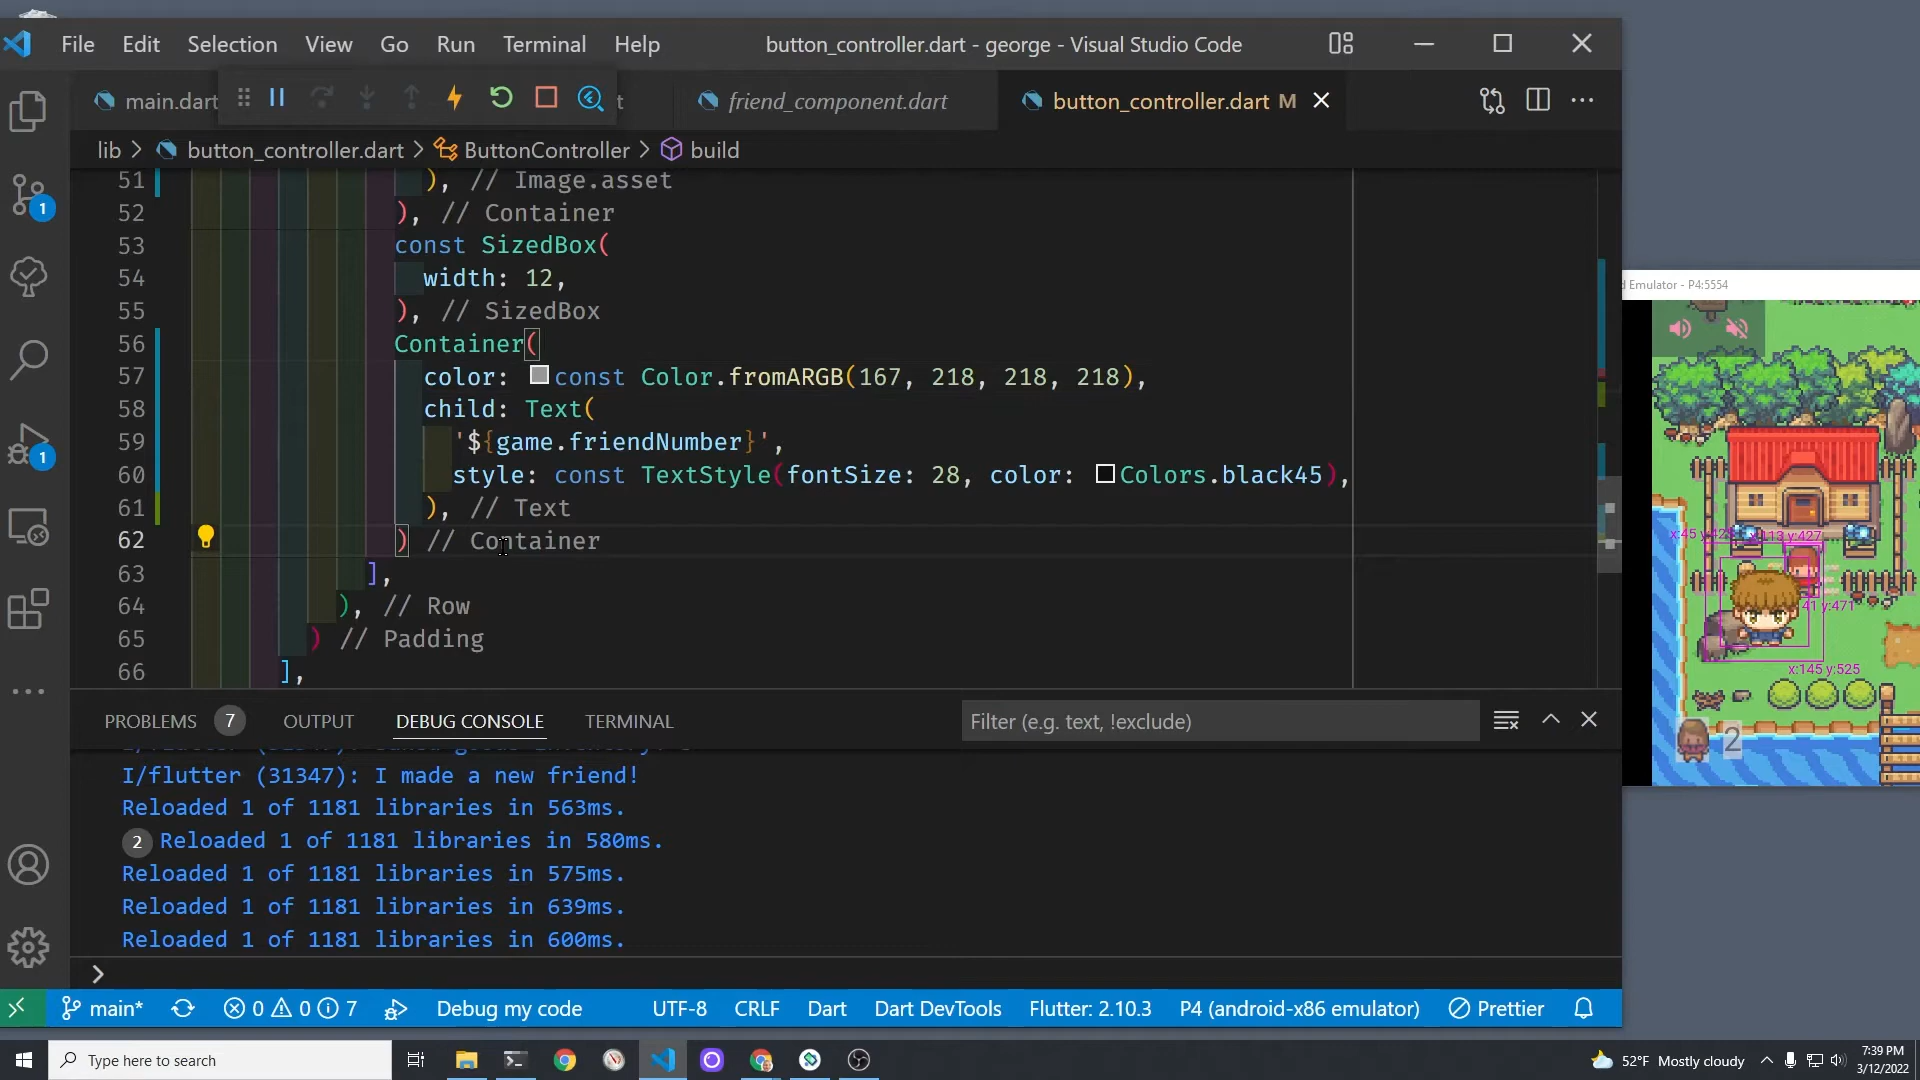 File Edit Selection View Go Run Terminal Help button_controller.dart - george - Visual Studio Code
main.dart t friend_component.dart button_controller.dart M
lib > button_controller.dart > ButtonController > build
51 ), // Image.asset
52 ), // Container
53 const SizedBox(
54 width: 12,
55 ), // SizedBox
56 Container(
57 color: const Color.fromARGB(167, 218, 218, 218),
58 child: Text(
59 '${game.friendNumber}',
60 style: const TextStyle(fontSize: 28, color: Colors.black45),
61 ), // Text
62 ) // Container
63 ],
64 ), // Row
65 ) // Padding
66 ],
PROBLEMS 7 OUTPUT DEBUG CONSOLE TERMINAL Filter (e.g. text, !exclude)
I/flutter (31347): I made a new friend!
Reloaded 1 of 1181 libraries in 563ms.
2 Reloaded 1 of 1181 libraries in 580ms.
Reloaded 1 of 1181 libraries in 575ms.
Reloaded 1 of 1181 libraries in 639ms.
Reloaded 1 of 1181 libraries in 600ms.
>
main* 0 0 7 Debug my code UTF-8 CRLF Dart Dart DevTools Flutter: 2.10.3 P4 (android-x86 emulator) Prettier
1
1
d Emulator - P4:5554
x:113 y:427
41 y:471
x:145 y:525
2
Type here to search
52°F Mostly cloudy
7:39 PM
3/12/2022